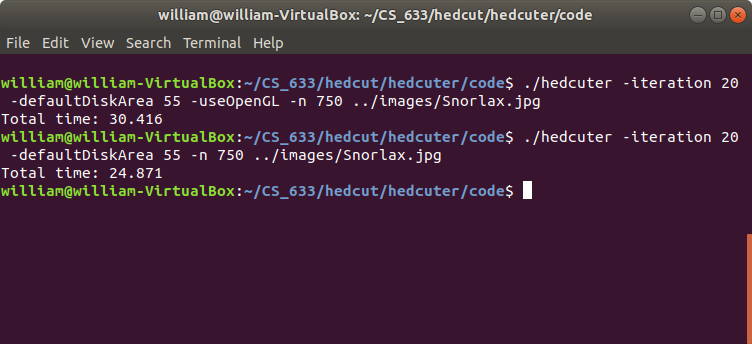 william@william-VirtualBox: ~/CS_633/hedcut/hedcuter/code
File Edit View Search Terminal Help
william@william-VirtualBox:~/CS_633/hedcut/hedcuter/code$ ./hedcuter -iteration 20
-defaultDiskArea 55 -useOpenGL -n 750 ../images/Snorlax.jpg
Total time: 30.416
william@william-VirtualBox:~/CS_633/hedcut/hedcuter/code$ ./hedcuter -iteration 20
-defaultDiskArea 55 -n 750 ../images/Snorlax.jpg
Total time: 24.871
william@william-VirtualBox:~/CS_633/hedcut/hedcuter/code$